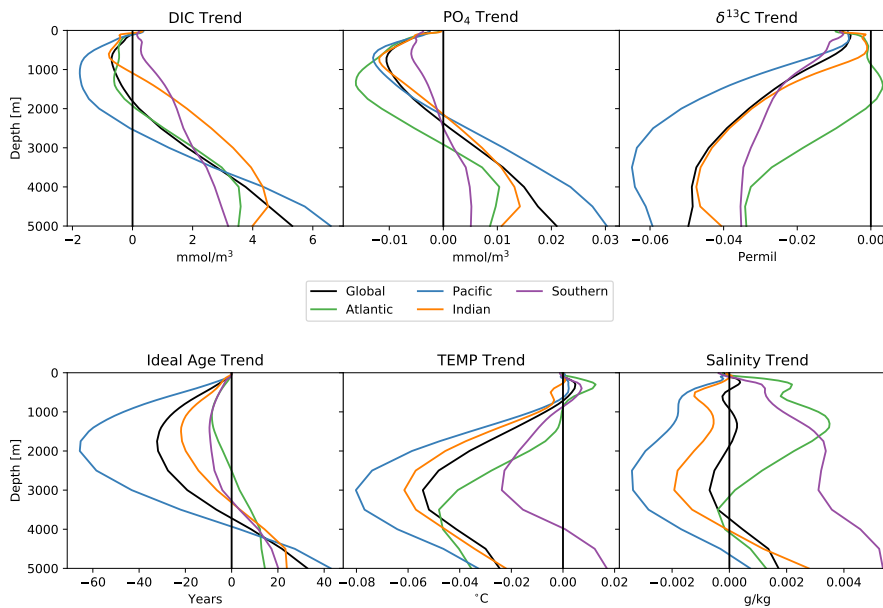 DIC Trend
PO4 Trend
δ13C Trend
0
1000
2000
3000
4000
5000
Depth [m]
−2 0 2 4 6
mmol/m3
−0.01 0.00 0.01 0.02 0.03
mmol/m3
−0.06 −0.04 −0.02 0.00
Permil
Global Pacific Southern
Atlantic Indian
Ideal Age Trend
TEMP Trend
Salinity Trend
0
1000
2000
3000
4000
5000
Depth [m]
−60 −40 −20 0 20 40
Years
−0.08 −0.06 −0.04 −0.02 0.00 0.02
°C
−0.002 0.000 0.002 0.004
g/kg